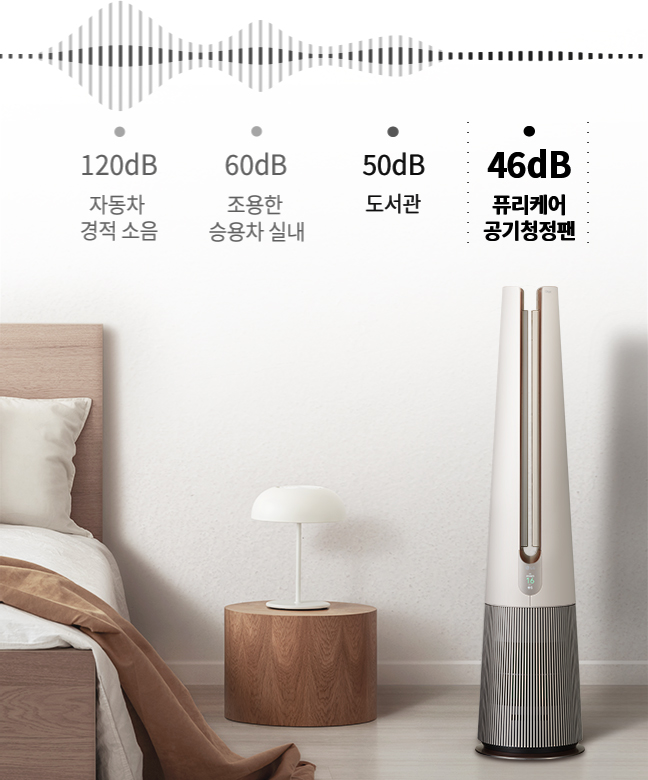 120dB
자동차
경적 소음
60dB
조용한
승용차 실내
50dB
도서관
46dB
퓨리케어
공기청정팬